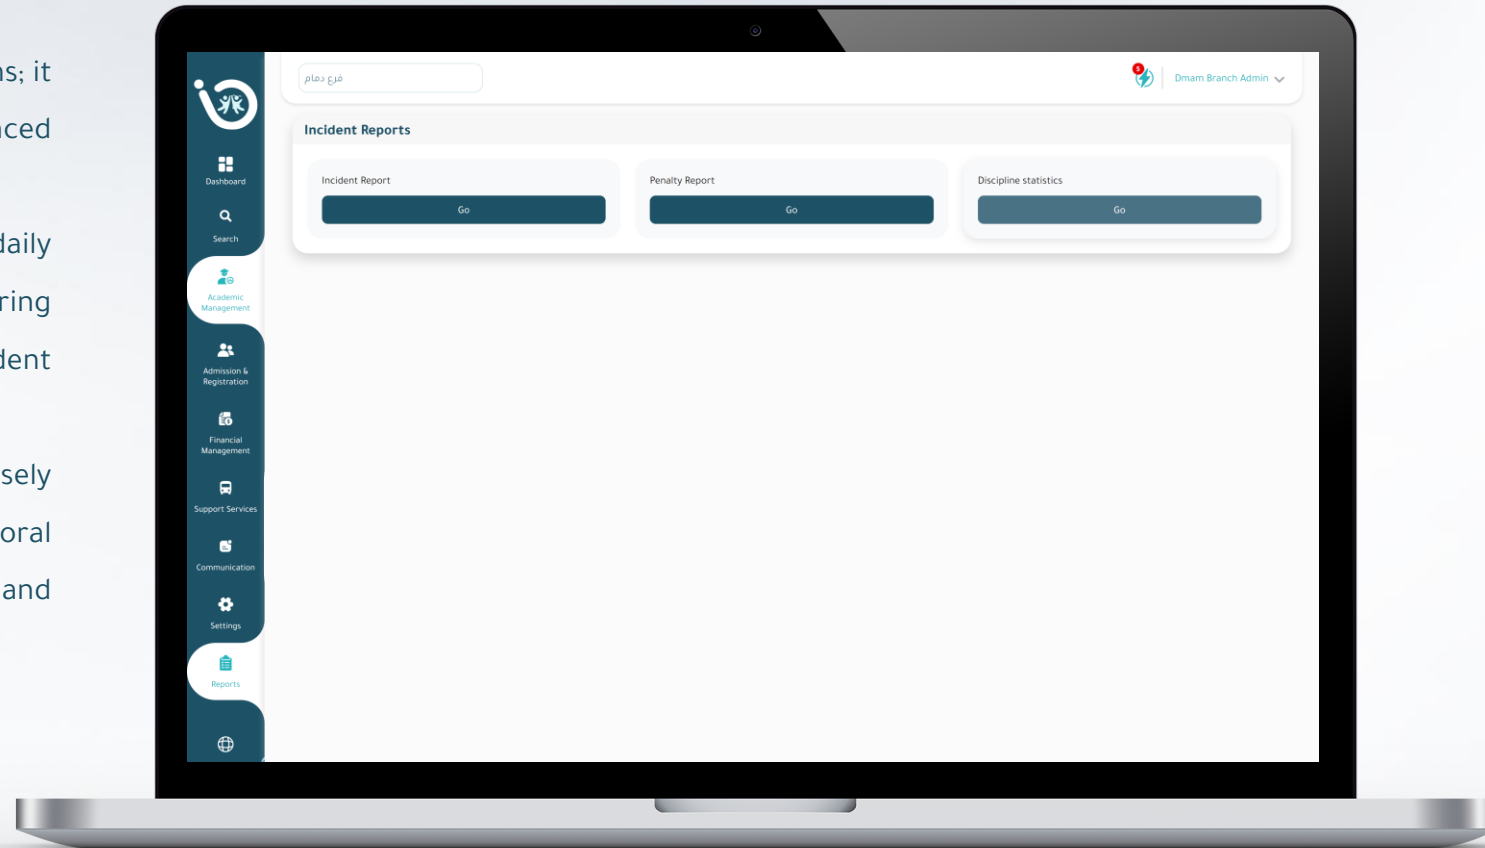 ns; it
nced
daily
ring
dent
sely
oral
and
فرع دمام
5
Dmam Branch Admin
Incident Reports
Incident Report
Go
Penalty Report
Go
Discipline statistics
Go
Dashboard
Search
Academic
Management
Admission &
Registration
Financial
Management
Support Services
Communication
Settings
Reports